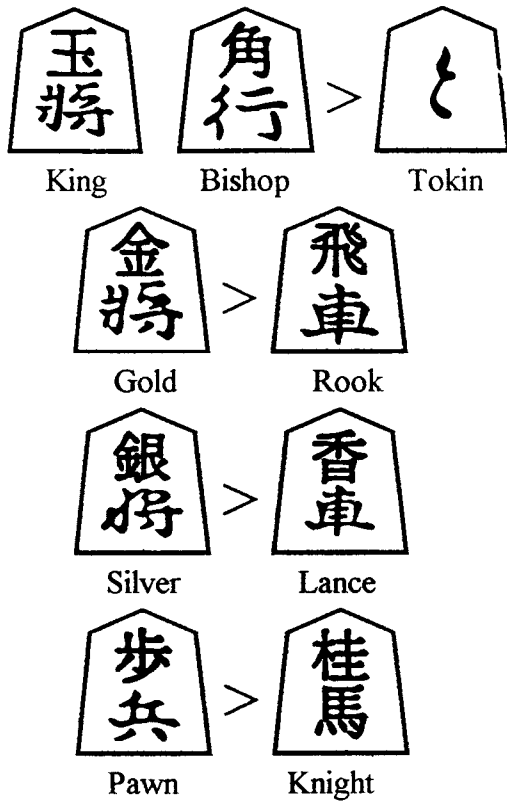 玉將 角行 > と
King Bishop Tokin
金將 > 飛車
Gold Rook
銀将 > 香車
Silver Lance
歩兵 > 桂馬
Pawn Knight